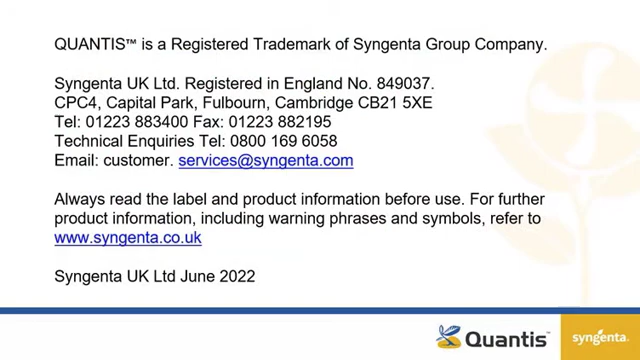 QUANTIS™ is a Registered Trademark of Syngenta Group Company.
Syngenta UK Ltd. Registered in England No. 849037.
CPC4, Capital Park, Fulbourn, Cambridge CB21 5XE
Tel: 01223 883400 Fax: 01223 882195
Technical Enquiries Tel: 0800 169 6058
Email: customer. services@syngenta.com
Always read the label and product information before use. For further
product information, including warning phrases and symbols, refer to
www.syngenta.co.uk
Syngenta UK Ltd June 2022
Quantis™
syngenta